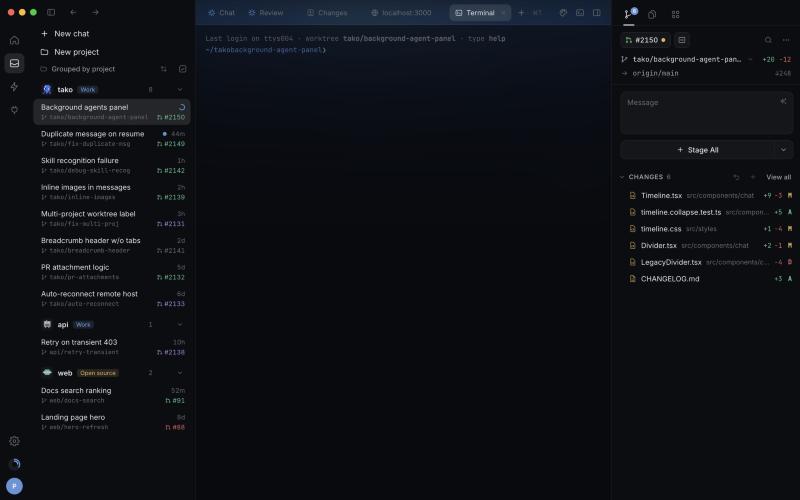 Chat
Review
Changes
localhost:3000
Terminal
New chat
New project
Grouped by project
tako Work 8
Background agents panel
tako/background-agent-panel #2150
Duplicate message on resume 44m
tako/fix-duplicate-msg #2149
Skill recognition failure 1h
tako/debug-skill-recog #2142
Inline images in messages 2h
tako/inline-images #2139
Multi-project worktree label 3h
tako/fix-multi-proj #2131
Breadcrumb header w/o tabs 2d
tako/breadcrumb-header #2141
PR attachment logic 5d
tako/pr-attachments #2132
Auto-reconnect remote host 6d
tako/auto-reconnect #2133
api Work 1
Retry on transient 403 10h
api/retry-transient #2138
web Open source 2
Docs search ranking 52m
web/docs-search #91
Landing page hero 8d
web/hero-refresh #88
P
Last login on ttys004 · worktree tako/background-agent-panel · type help
~/takobackground-agent-panel❯
6
#2150
tako/background-agent-pan… +20 -12
origin/main
Message
Stage All
CHANGES 6 View all
Timeline.tsx src/components/chat +9 -3 M
timeline.collapse.test.ts src/compon… +5 A
timeline.css src/styles +1 -4 M
Divider.tsx src/components/chat +2 -1 M
LegacyDivider.tsx src/components/c… -4 D
CHANGELOG.md +3 A